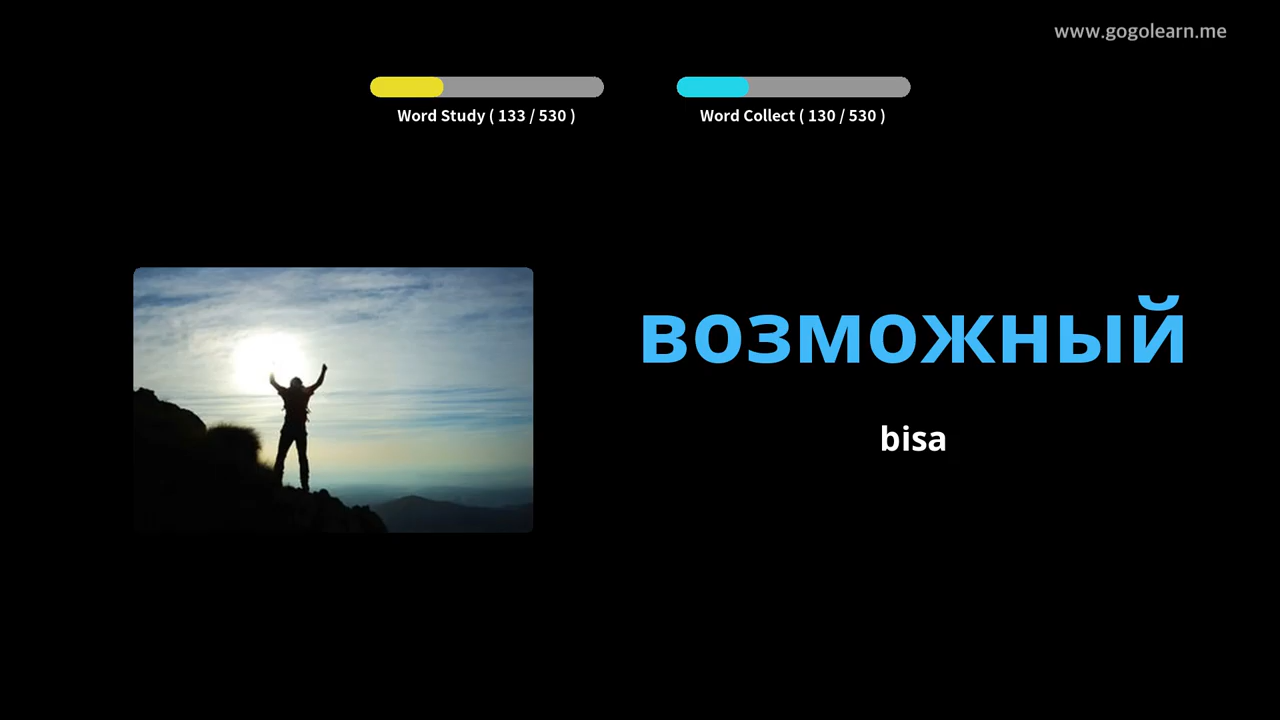 www.gogolearn.me
Word Study ( 133 / 530 )
Word Collect ( 130 / 530 )
возможный
bisa